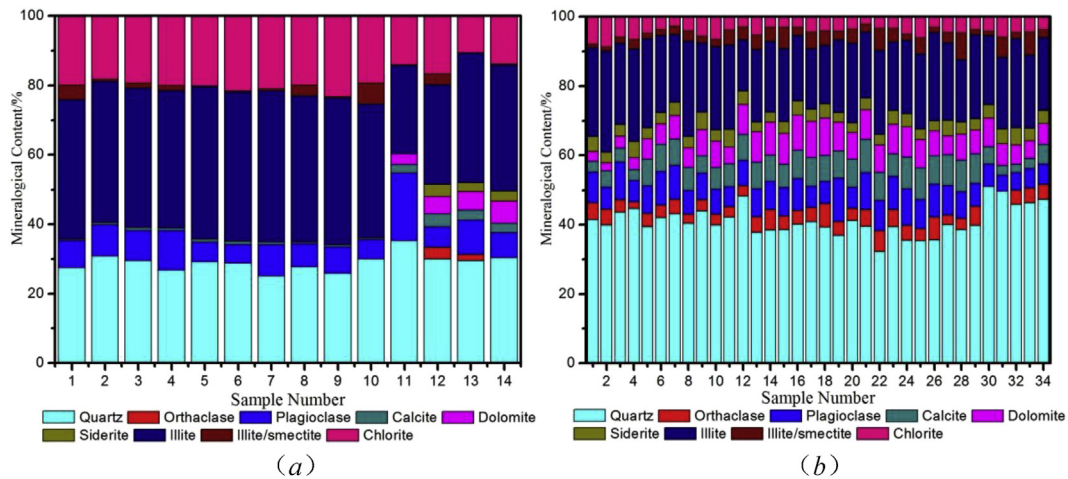 100
80
60
40
20
0
Mineralogical Content/%
1 2 3 4 5 6 7 8 9 10 11 12 13 14
Sample Number
Quartz Orthaclase Plagioclase Calcite Dolomite
Siderite Illite Illite/smectite Chlorite
(a)
100
80
60
40
20
0
Mineralogical Content/%
2 4 6 8 10 12 14 16 18 20 22 24 26 28 30 32 34
Sample Number
Quartz Orthaclase Plagioclase Calcite Dolomite
Siderite Illite Illite/smectite Chlorite
(b)